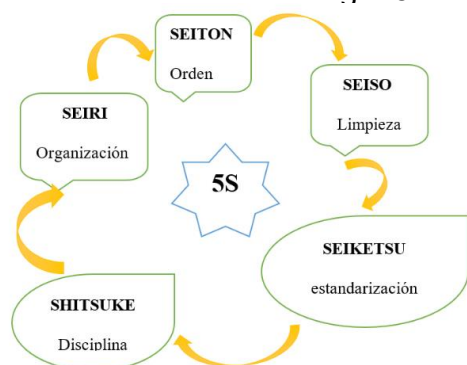 SEITON
Orden
SEISO
Limpieza
SEIRI
Organización
5S
SEIKETSU
estandarización
SHITSUKE
Disciplina